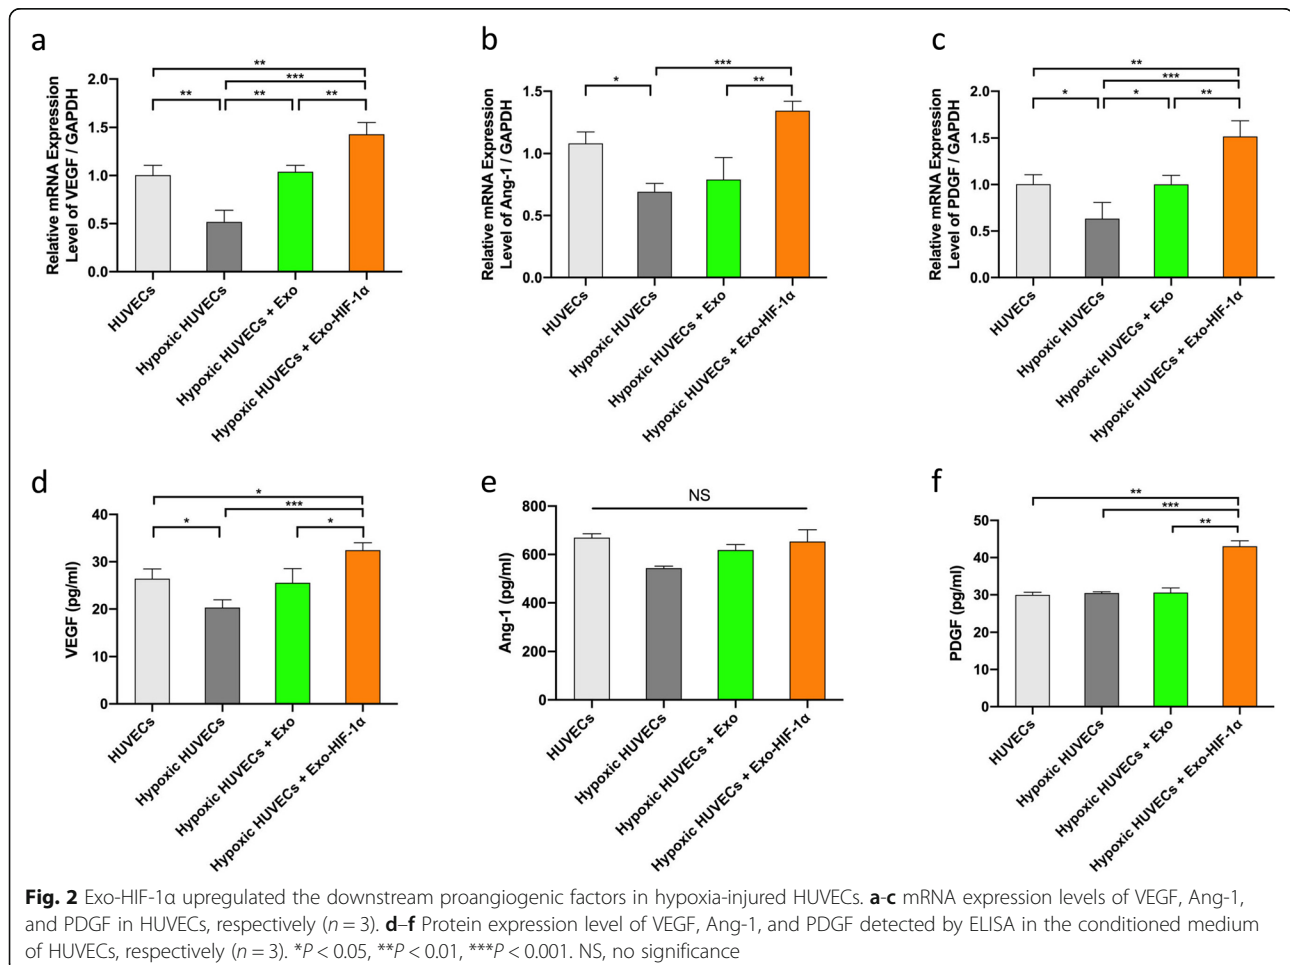 a
**
***
** ** **
Relative mRNA Expression
Level of VEGF / GAPDH
2.0
1.5
1.0
0.5
0.0
HUVECs
Hypoxic HUVECs
Hypoxic HUVECs + Exo
Hypoxic HUVECs + Exo-HIF-1α
b
***
* **
Relative mRNA Expression
Level of Ang-1 / GAPDH
1.5
1.0
0.5
0.0
HUVECs
Hypoxic HUVECs
Hypoxic HUVECs + Exo
Hypoxic HUVECs + Exo-HIF-1α
c
**
***
* * **
Relative mRNA Expression
Level of PDGF / GAPDH
2.0
1.5
1.0
0.5
0.0
HUVECs
Hypoxic HUVECs
Hypoxic HUVECs + Exo
Hypoxic HUVECs + Exo-HIF-1α
d
*
***
* *
VEGF (pg/ml)
40
30
20
10
0
HUVECs
Hypoxic HUVECs
Hypoxic HUVECs + Exo
Hypoxic HUVECs + Exo-HIF-1α
e
NS
Ang-1 (pg/ml)
800
600
400
200
0
HUVECs
Hypoxic HUVECs
Hypoxic HUVECs + Exo
Hypoxic HUVECs + Exo-HIF-1α
f
**
***
**
PDGF (pg/ml)
50
40
30
20
10
0
HUVECs
Hypoxic HUVECs
Hypoxic HUVECs + Exo
Hypoxic HUVECs + Exo-HIF-1α
Fig. 2 Exo-HIF-1α upregulated the downstream proangiogenic factors in hypoxia-injured HUVECs. a-c mRNA expression levels of VEGF, Ang-1,
and PDGF in HUVECs, respectively (n = 3). d–f Protein expression level of VEGF, Ang-1, and PDGF detected by ELISA in the conditioned medium
of HUVECs, respectively (n = 3). *P < 0.05, **P < 0.01, ***P < 0.001. NS, no significance